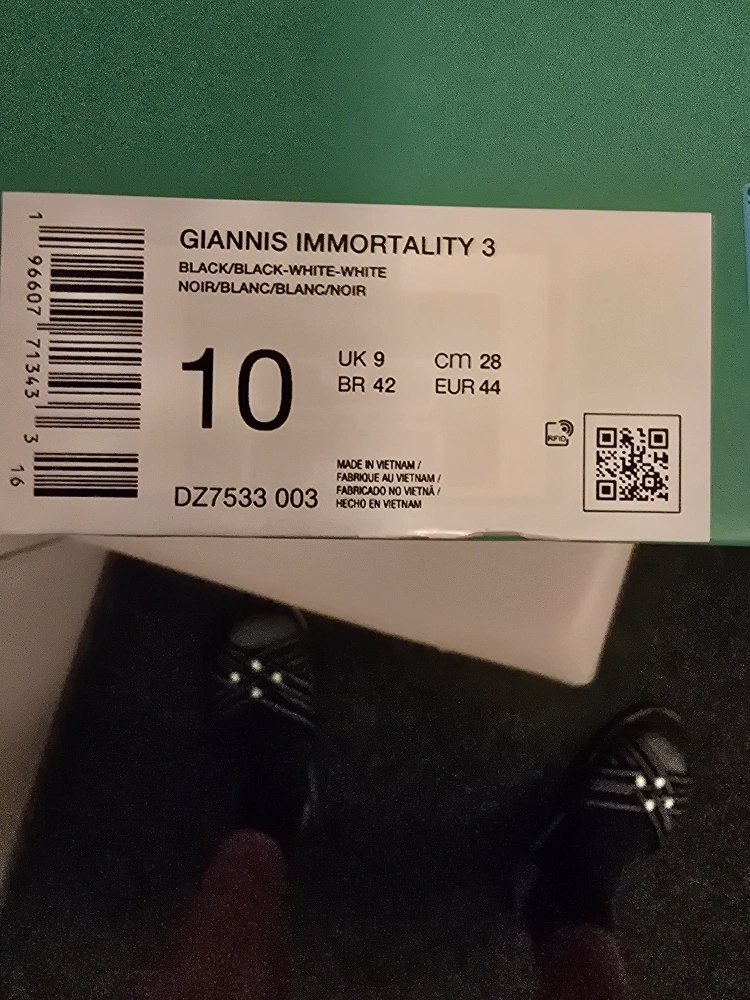 GIANNIS IMMORTALITY 3
BLACK/BLACK-WHITE-WHITE
NOIR/BLANC/BLANC/NOIR
10
UK 9 cm 28
BR 42 EUR 44
RFID
DZ7533 003
MADE IN VIETNAM /
FABRIQUE AU VIETNAM /
FABRICADO NO VIETNÃ /
HECHO EN VIETNAM
1 96607 71343 3 16